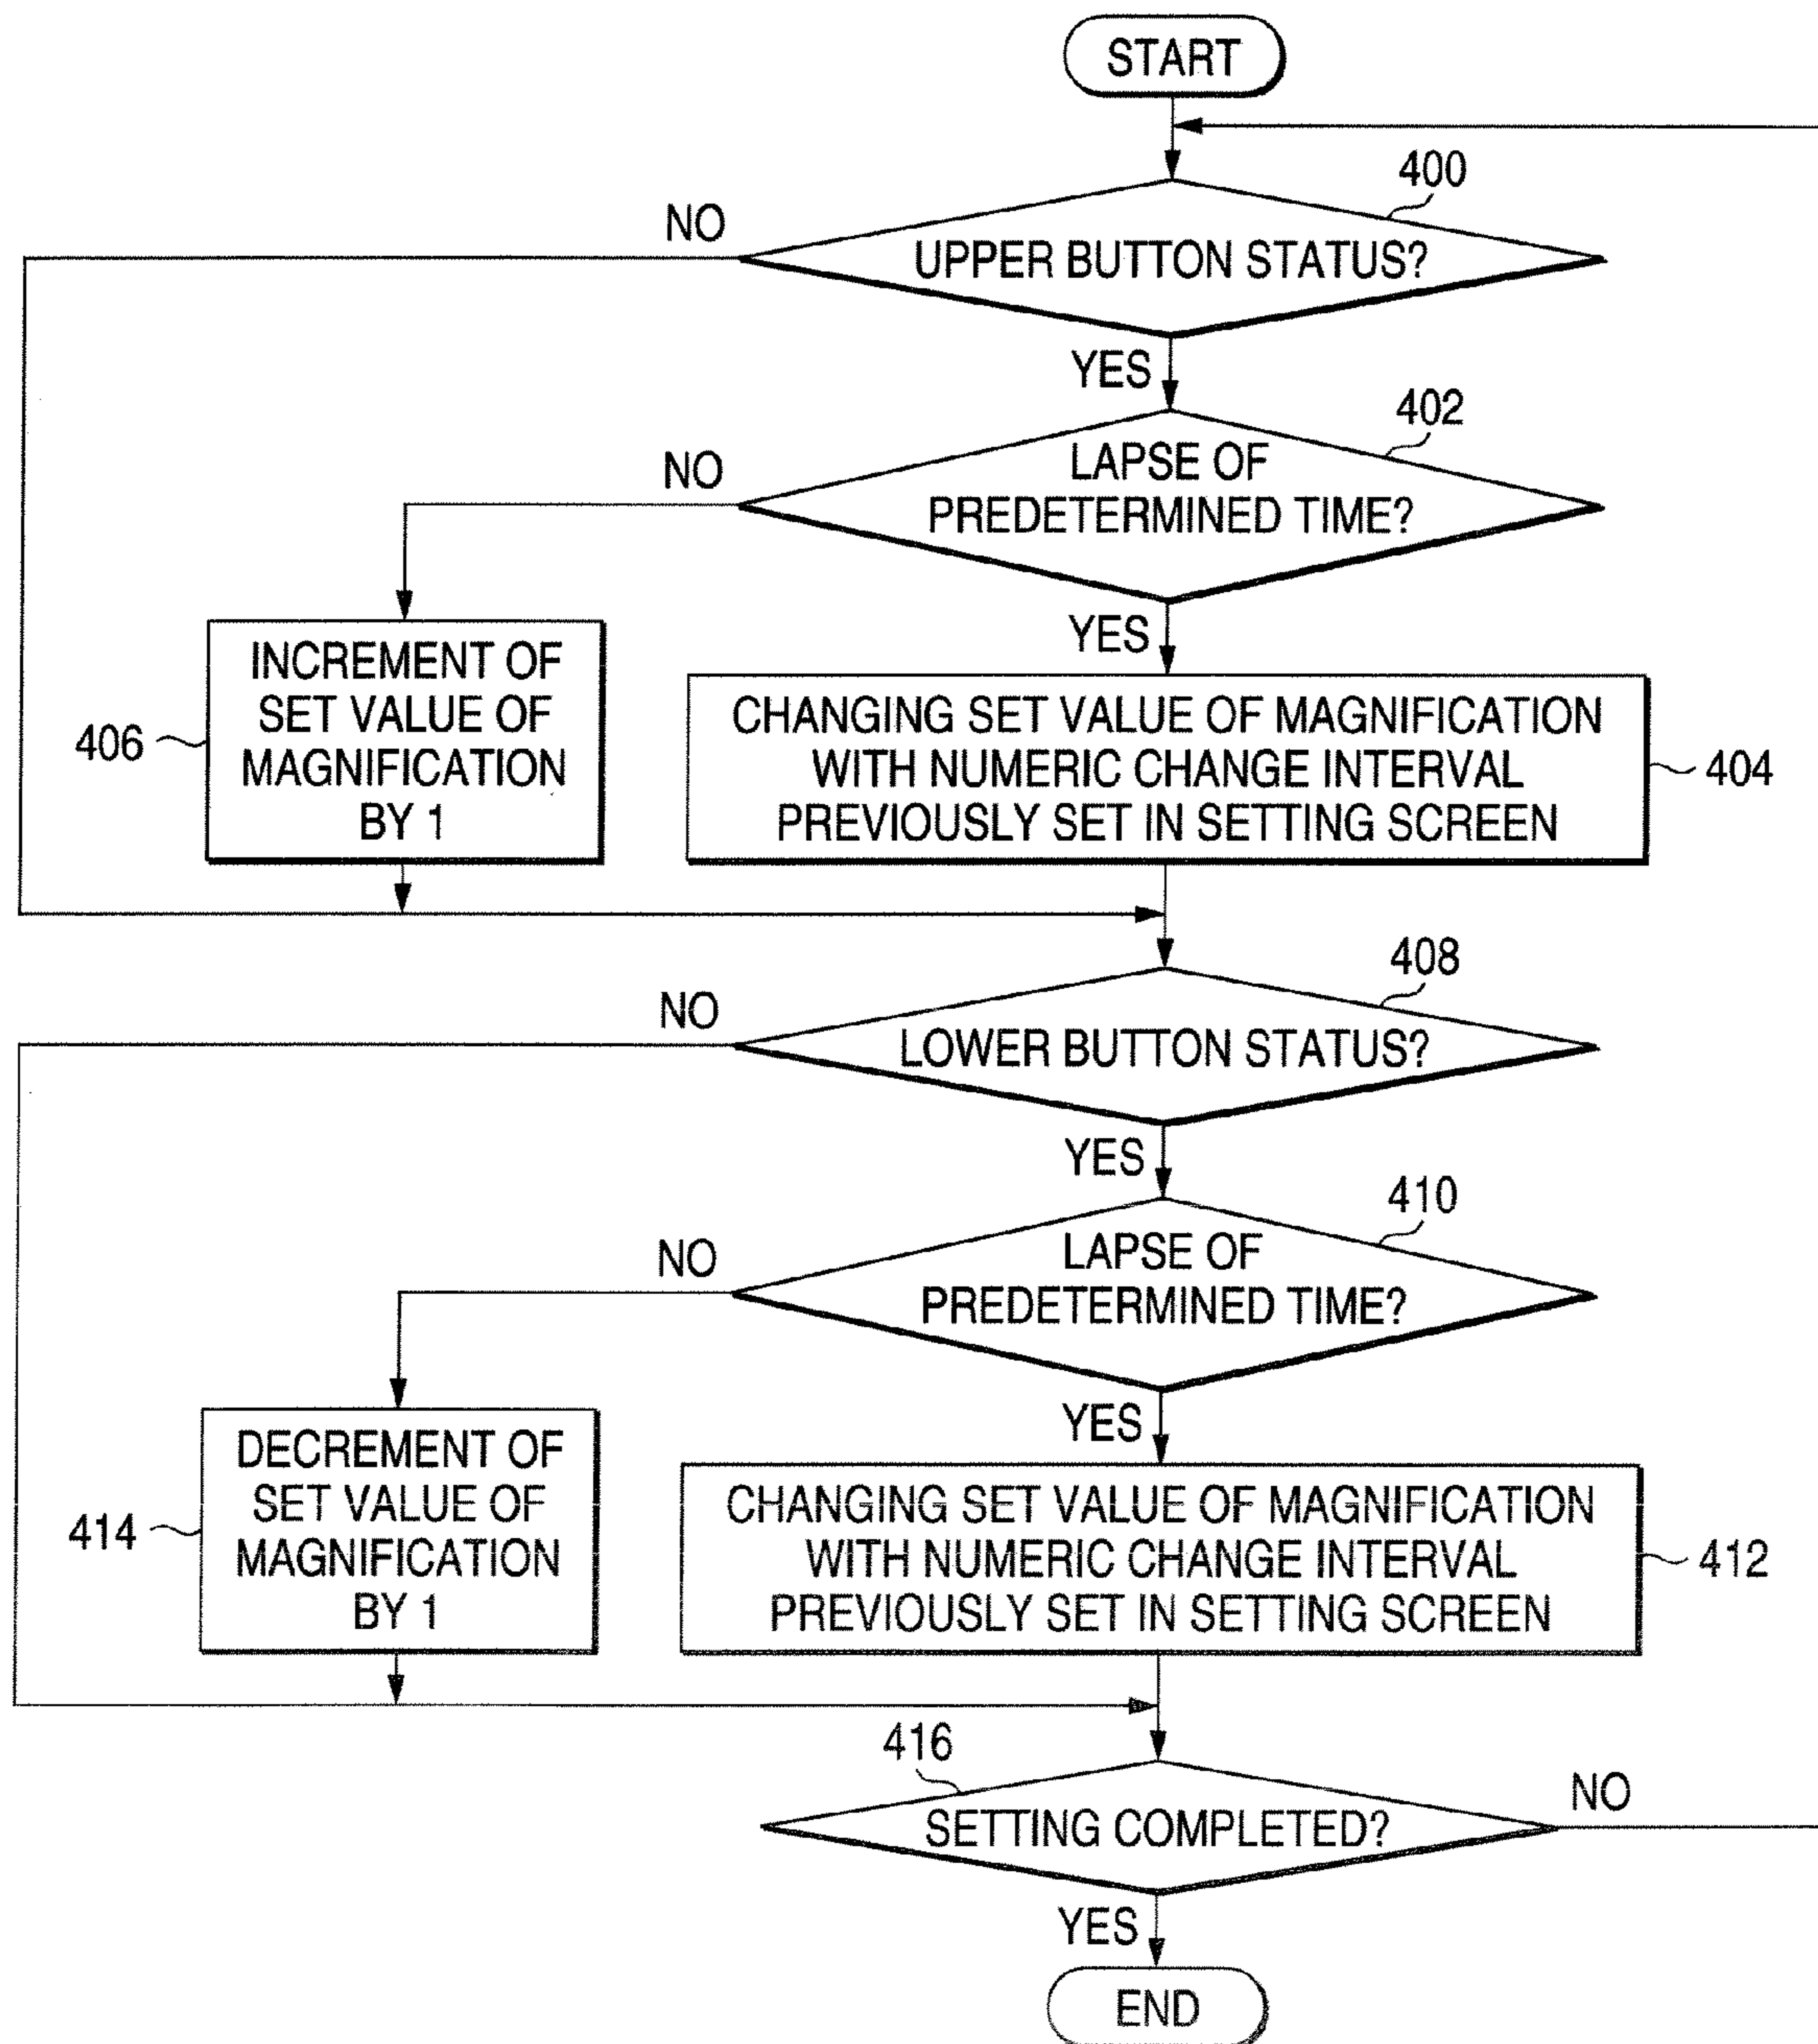 START
400
NO
UPPER BUTTON STATUS?
YES
402
NO
LAPSE OF
PREDETERMINED TIME?
YES
INCREMENT OF
SET VALUE OF
MAGNIFICATION
BY 1
406
CHANGING SET VALUE OF MAGNIFICATION
WITH NUMERIC CHANGE INTERVAL
PREVIOUSLY SET IN SETTING SCREEN
404
408
NO
LOWER BUTTON STATUS?
YES
410
NO
LAPSE OF
PREDETERMINED TIME?
YES
DECREMENT OF
SET VALUE OF
MAGNIFICATION
BY 1
414
CHANGING SET VALUE OF MAGNIFICATION
WITH NUMERIC CHANGE INTERVAL
PREVIOUSLY SET IN SETTING SCREEN
412
416
NO
SETTING COMPLETED?
YES
END